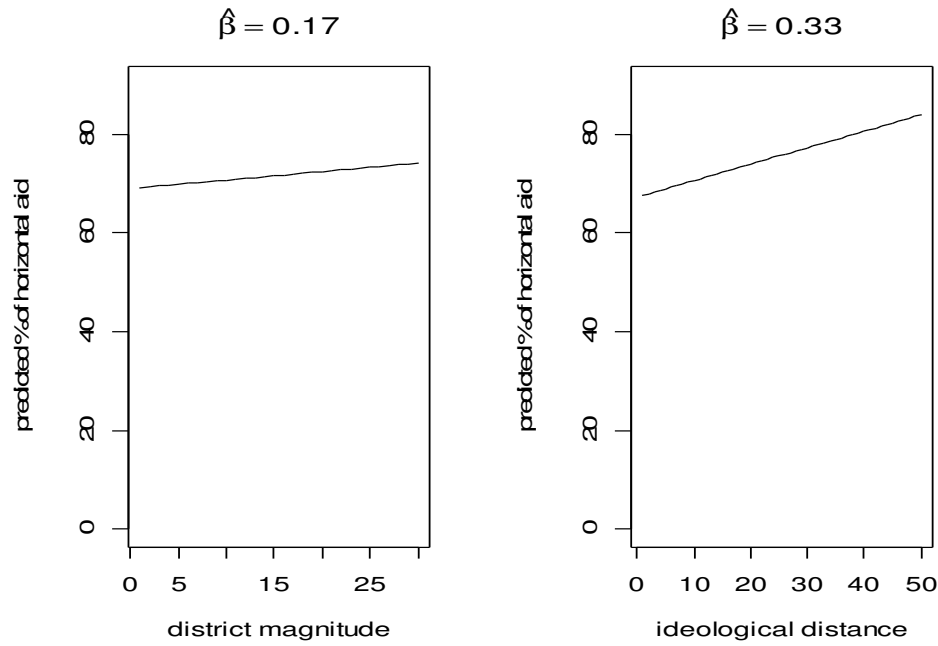 β̂ = 0.17
predicted % of horizontal aid
80
60
40
20
0
0 5 15 25
district magnitude
β̂ = 0.33
predicted % of horizontal aid
80
60
40
20
0
0 10 20 30 40 50
ideological distance